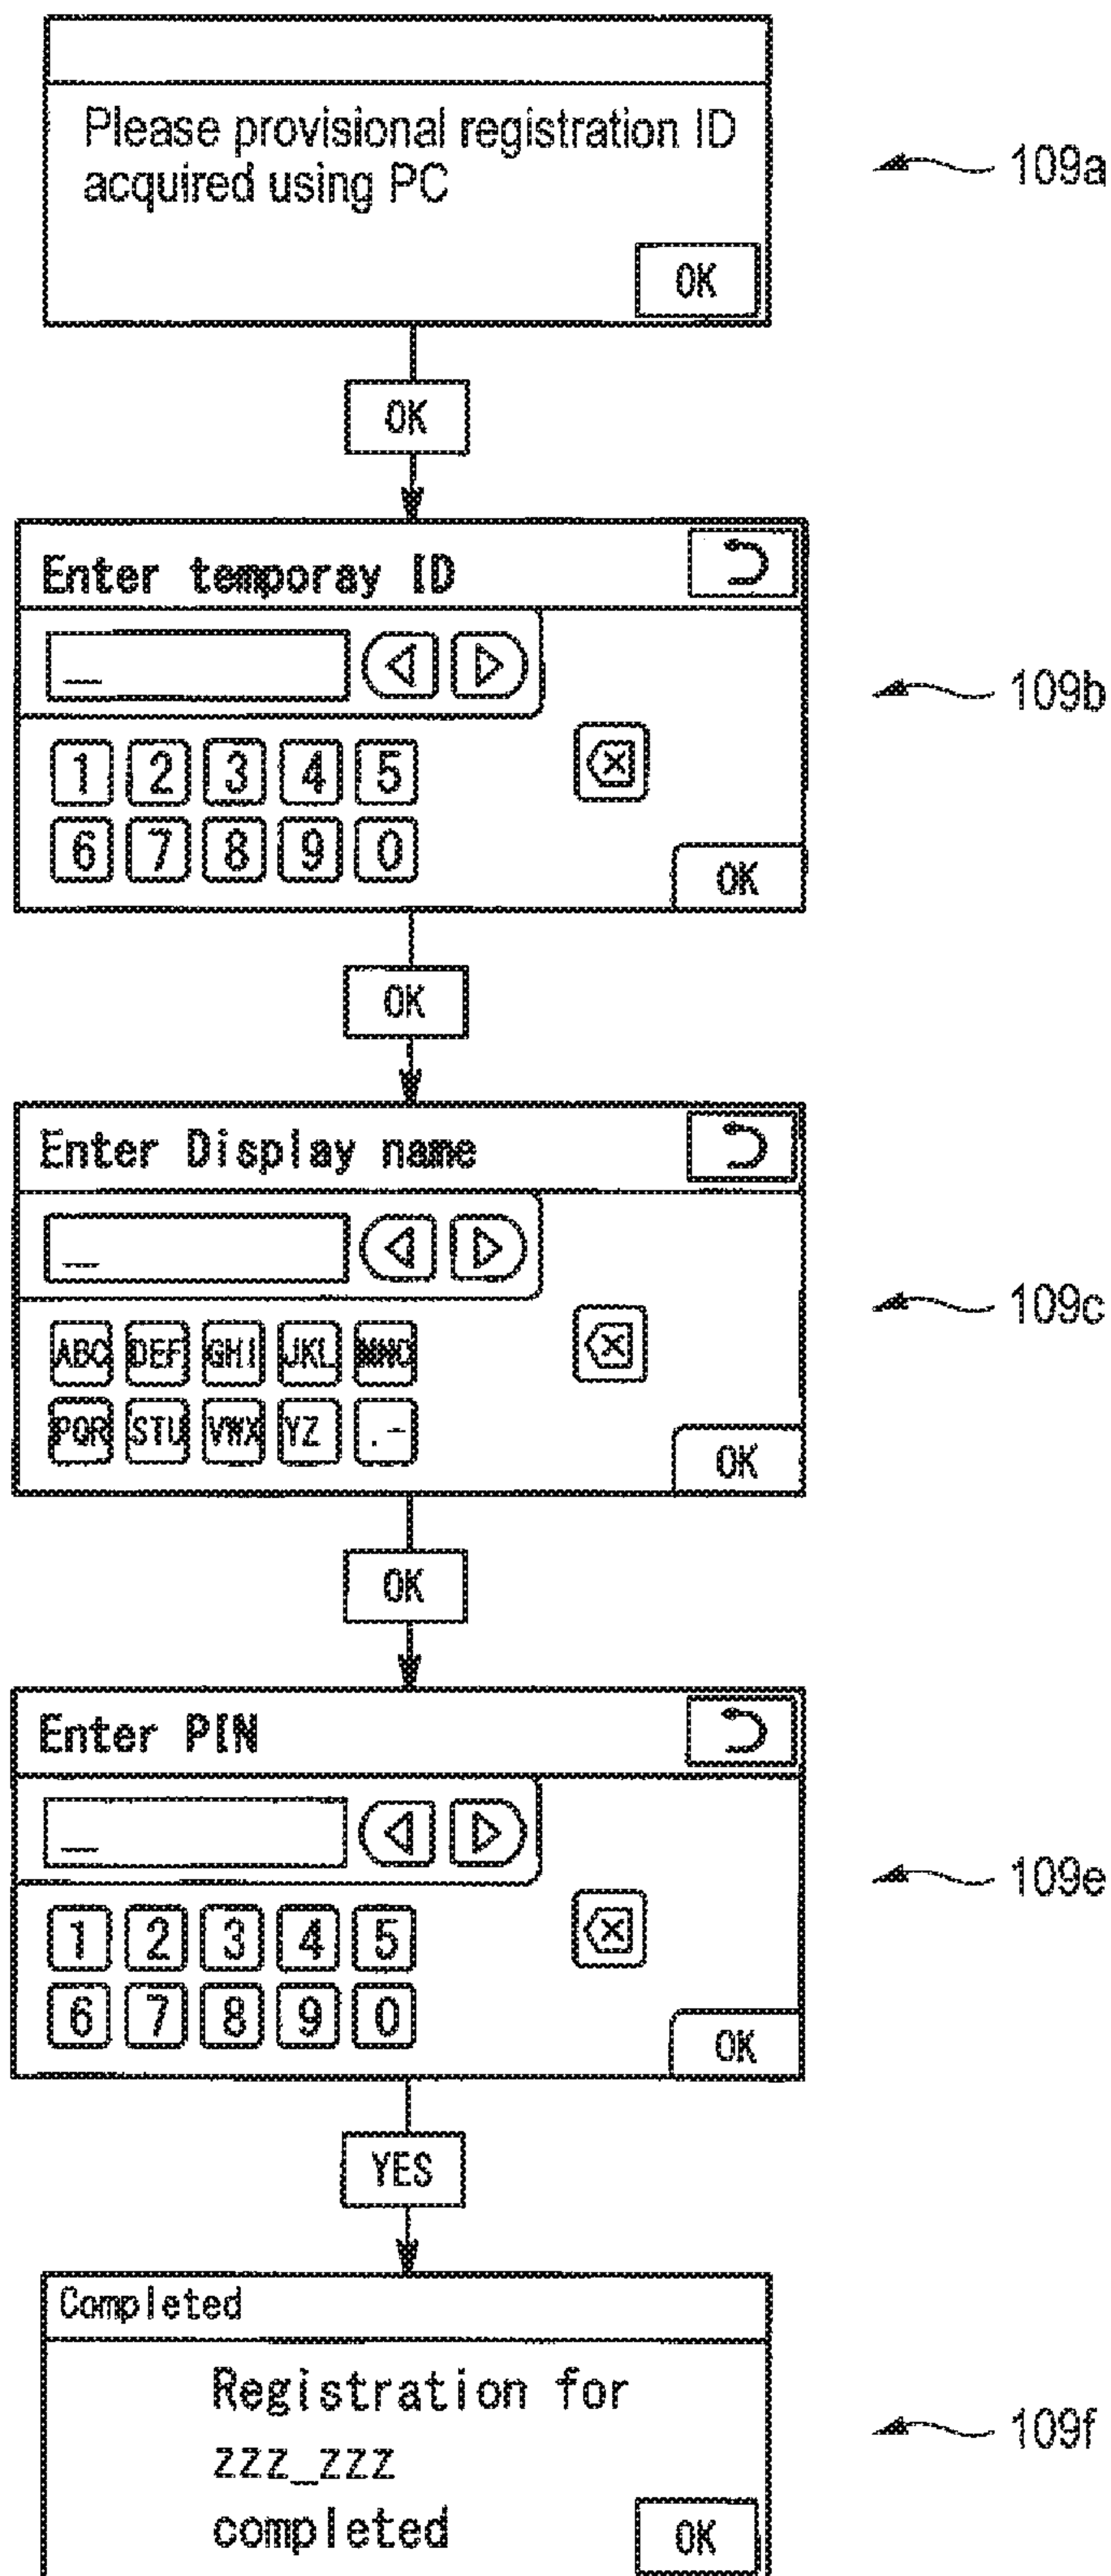 Please provisional registration ID
acquired using PC
OK
109a
OK
Enter temporay ID
109b
1 2 3 4 5
6 7 8 9 0
OK
OK
Enter Display name
109c
ABC DEF GHI JKL MNO
PQR STU VWX YZ .-
OK
OK
Enter PIN
109e
1 2 3 4 5
6 7 8 9 0
OK
YES
Completed
Registration for
zzz_zzz
completed
OK
109f